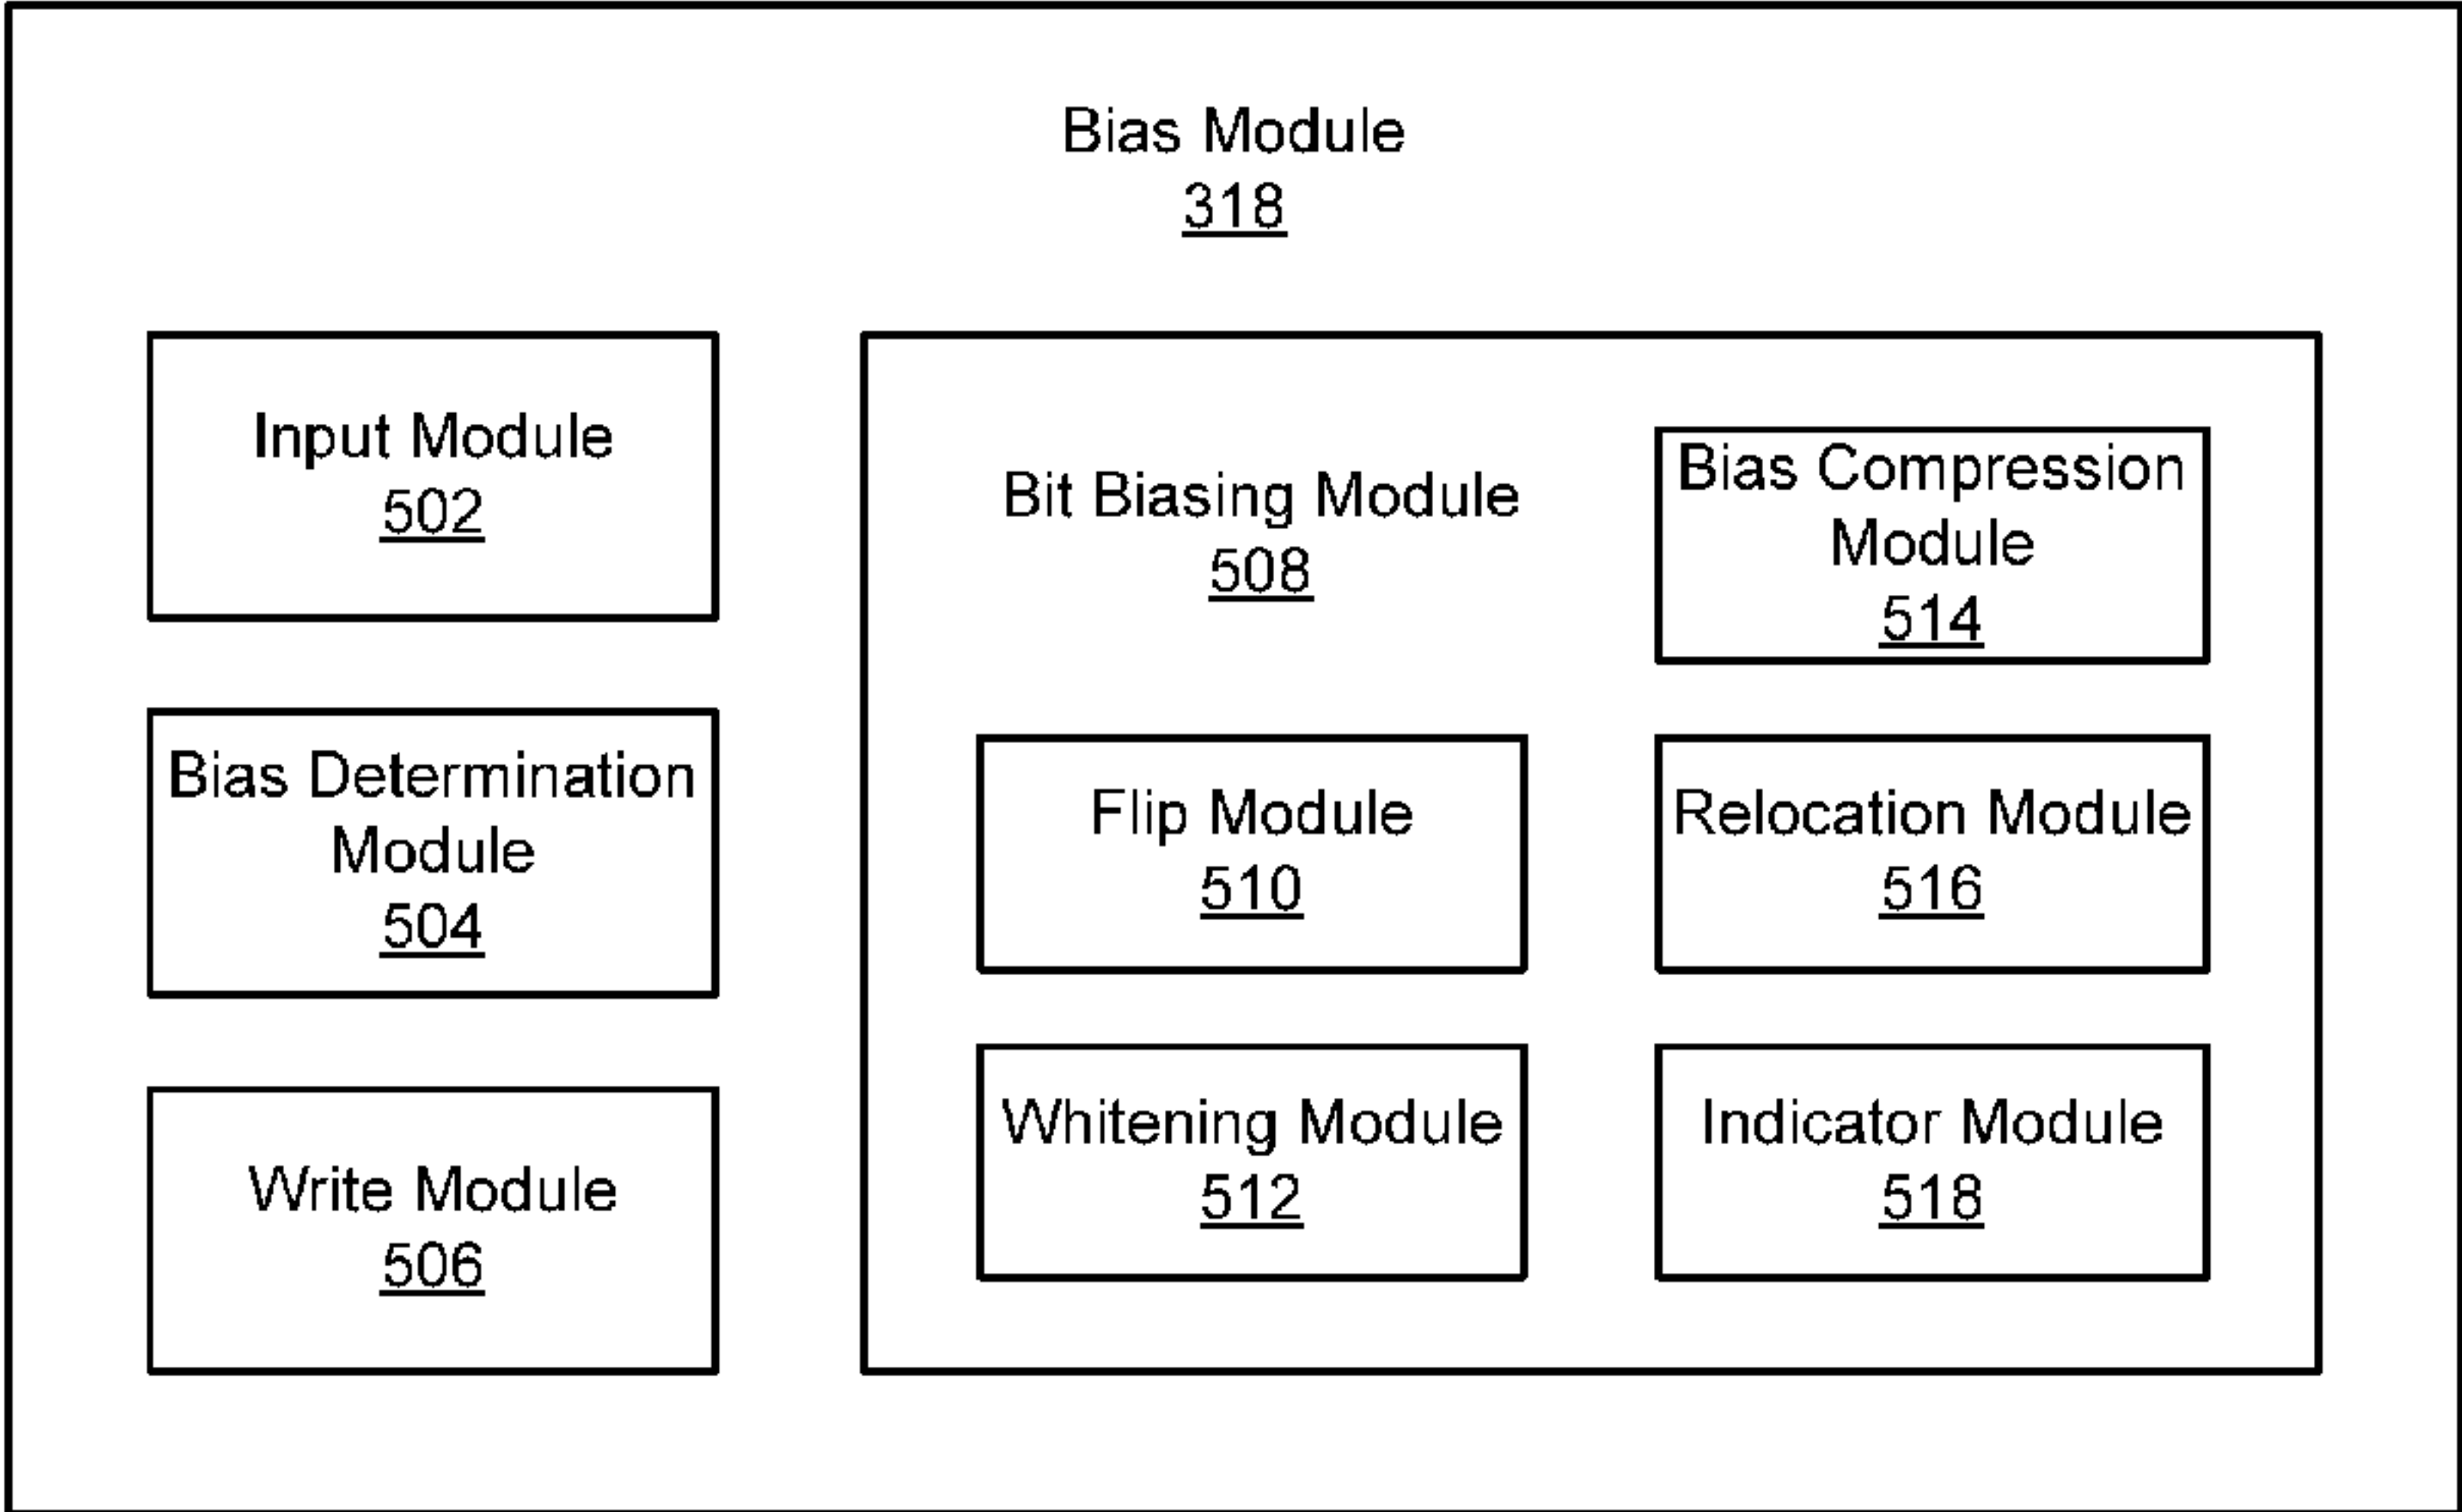 Bias Module
318
Input Module
502
Bias Determination
Module
504
Write Module
506
Bit Biasing Module
508
Bias Compression
Module
514
Flip Module
510
Relocation Module
516
Whitening Module
512
Indicator Module
518